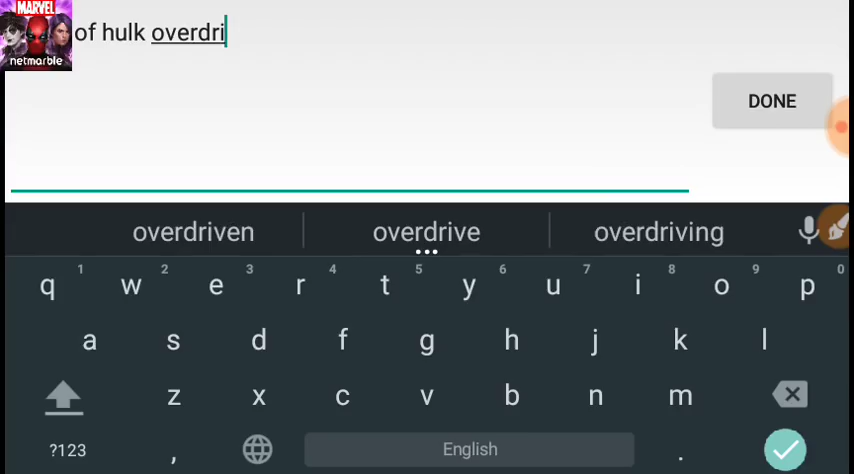 MARVEL
netmarble
of hulk overdri
DONE
overdriven overdrive overdriving
q 1 w 2 e 3 r 4 t 5 y 6 u 7 i 8 o 9 p 0
a s d f g h j k l
z x c v b n m
?123 , English .